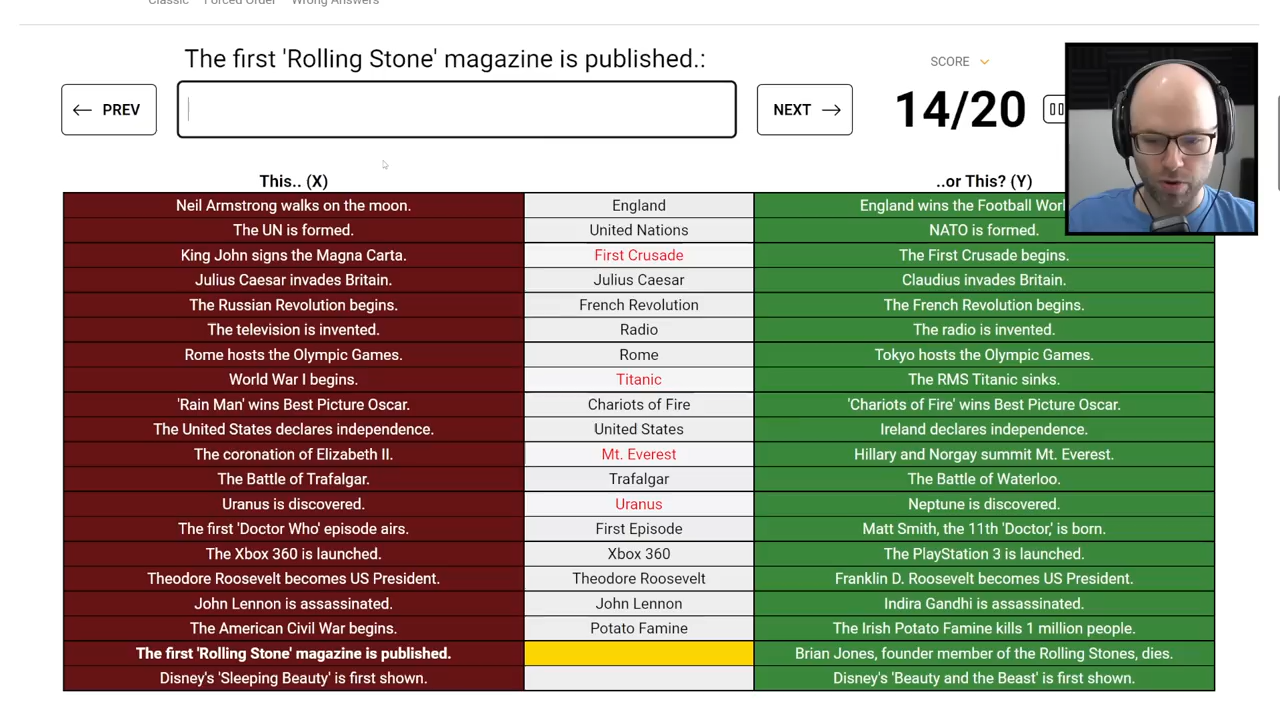 Classic Forced Order Wrong Answers
The first 'Rolling Stone' magazine is published.:
SCORE
← PREV
NEXT →
14/20
This.. (X) ..or This? (Y)
Neil Armstrong walks on the moon. England England wins the Football
The UN is formed. United Nations NATO is formed.
King John signs the Magna Carta. First Crusade The First Crusade begins.
Julius Caesar invades Britain. Julius Caesar Claudius invades Britain.
The Russian Revolution begins. French Revolution The French Revolution begins.
The television is invented. Radio The radio is invented.
Rome hosts the Olympic Games. Rome Tokyo hosts the Olympic Games.
World War I begins. Titanic The RMS Titanic sinks.
'Rain Man' wins Best Picture Oscar. Chariots of Fire 'Chariots of Fire' wins Best Picture Oscar.
The United States declares independence. United States Ireland declares independence.
The coronation of Elizabeth II. Mt. Everest Hillary and Norgay summit Mt. Everest.
The Battle of Trafalgar. Trafalgar The Battle of Waterloo.
Uranus is discovered. Uranus Neptune is discovered.
The first 'Doctor Who' episode airs. First Episode Matt Smith, the 11th 'Doctor,' is born.
The Xbox 360 is launched. Xbox 360 The PlayStation 3 is launched.
Theodore Roosevelt becomes US President. Theodore Roosevelt Franklin D. Roosevelt becomes US President.
John Lennon is assassinated. John Lennon Indira Gandhi is assassinated.
The American Civil War begins. Potato Famine The Irish Potato Famine kills 1 million people.
The first 'Rolling Stone' magazine is published. Brian Jones, founder member of the Rolling Stones, dies.
Disney's 'Sleeping Beauty' is first shown. Disney's 'Beauty and the Beast' is first shown.